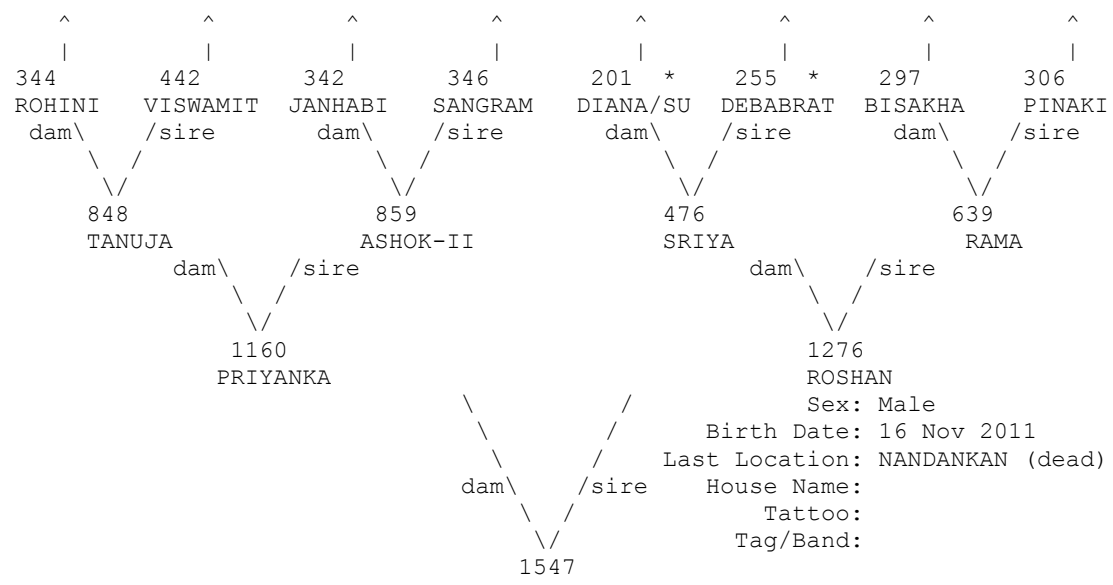 ^ ^ ^ ^ ^ ^ ^ ^
| | | | | | | |
344 442 342 346 201 * 255 * 297 306
ROHINI VISWAMIT JANHABI SANGRAM DIANA/SU DEBABRAT BISAKHA PINAKI
dam\ /sire dam\ /sire dam\ /sire dam\ /sire
\ / \ / \ / \ /
\/ \/ \/ \/
848 859 476 639
TANUJA ASHOK-II SRIYA RAMA
dam\ /sire dam\ /sire
\ / \ /
\/ \/
1160 1276
PRIYANKA ROSHAN
\ / Sex: Male
\ / Birth Date: 16 Nov 2011
\ / Last Location: NANDANKAN (dead)
dam\ /sire House Name:
\ / Tattoo:
\/ Tag/Band:
1547